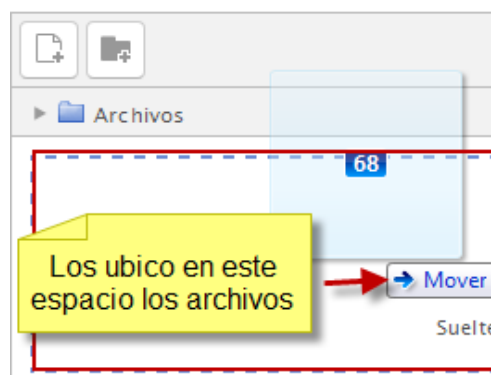 Archivos
68
Los ubico en este
espacio los archivos
Mover
Suelte